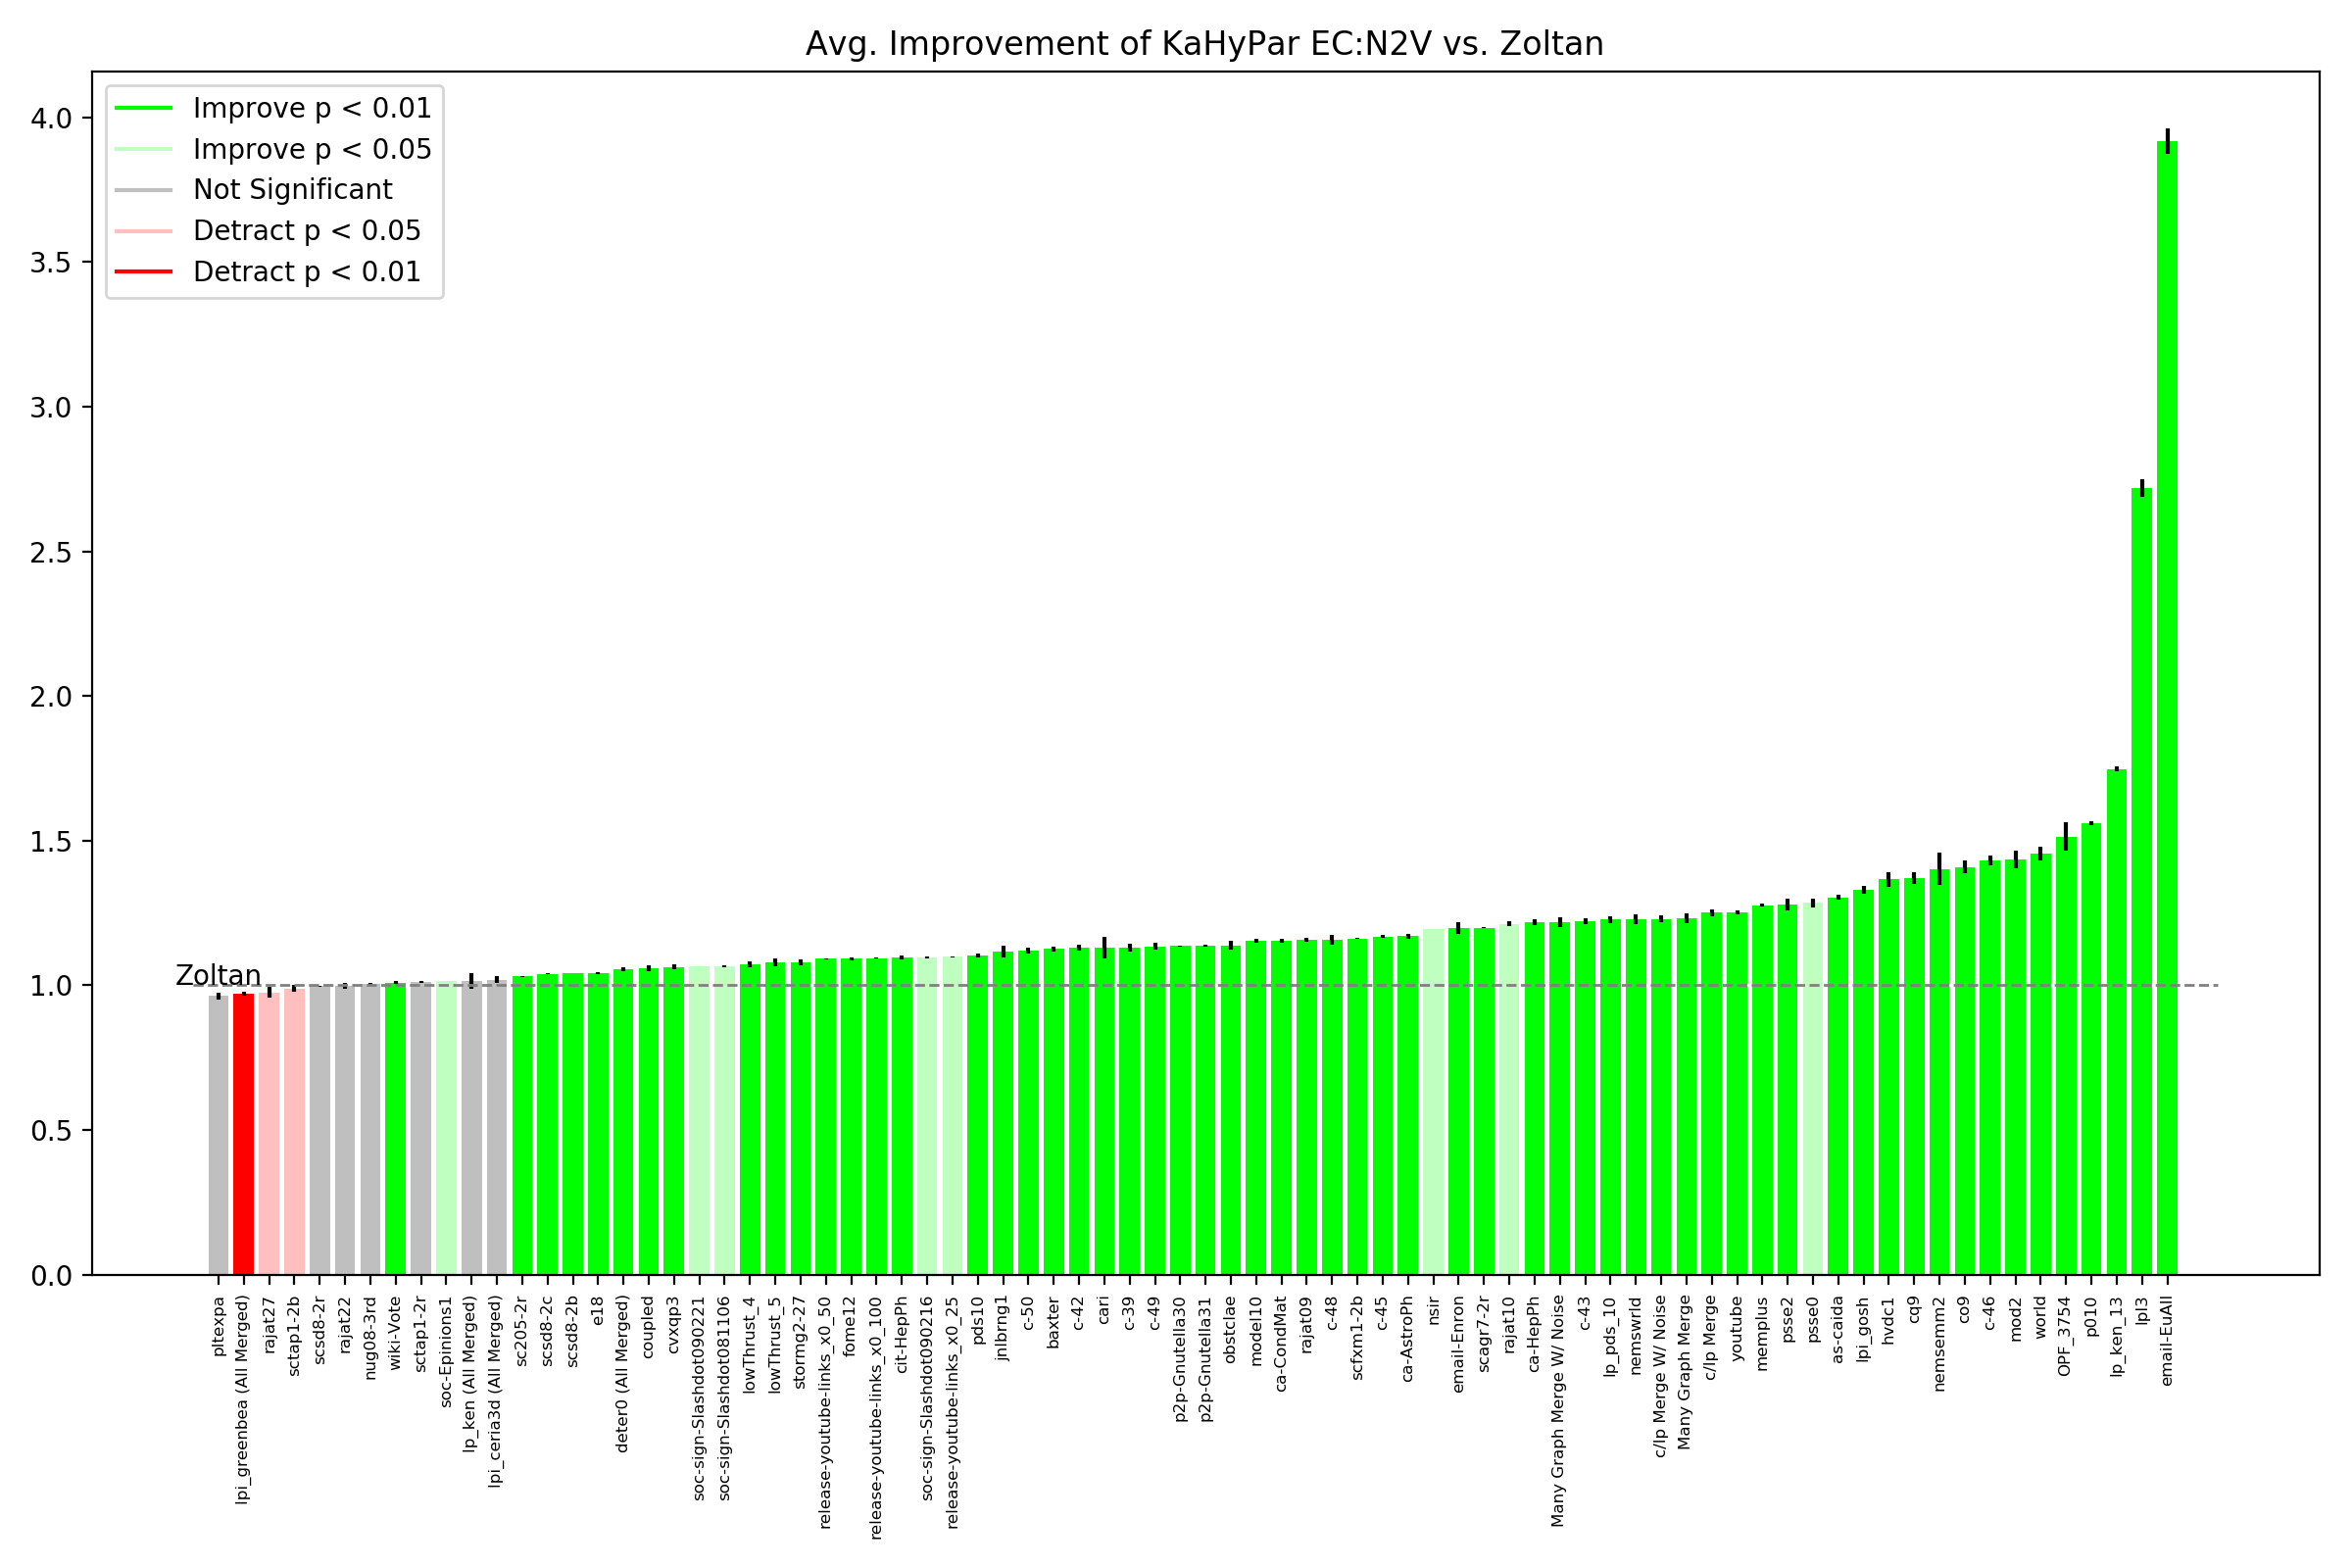 Avg. Improvement of KaHyPar EC:N2V vs. Zoltan
Improve p < 0.01
Improve p < 0.05
Not Significant
Detract p < 0.05
Detract p < 0.01
4.0
3.5
3.0
2.5
2.0
1.5
1.0
0.5
0.0
Zoltan
pltexpa
lpi_greenbea (All Merged)
rajat27
sctap1-2b
scsd8-2r
rajat22
nug08-3rd
wiki-Vote
sctap1-2r
soc-Epinions1
lp_ken (All Merged)
lpi_ceria3d (All Merged)
sc205-2r
scsd8-2c
scsd8-2b
e18
deter0 (All Merged)
coupled
cvxqp3
soc-sign-Slashdot090221
soc-sign-Slashdot081106
lowThrust_4
lowThrust_5
stormg2-27
release-youtube-links_x0_50
fome12
release-youtube-links_x0_100
cit-HepPh
soc-sign-Slashdot090216
release-youtube-links_x0_25
pds10
jnlbrng1
c-50
baxter
c-42
cari
c-39
c-49
p2p-Gnutella30
p2p-Gnutella31
obstclae
model10
ca-CondMat
rajat09
c-48
scfxm1-2b
c-45
ca-AstroPh
nsir
email-Enron
scagr7-2r
rajat10
ca-HepPh
Many Graph Merge W/ Noise
c-43
lp_pds_10
nemswrld
c/lp Merge W/ Noise
Many Graph Merge
c/lp Merge
youtube
memplus
psse2
psse0
as-caida
lpi_gosh
hvdc1
cq9
nemsemm2
co9
c-46
mod2
world
OPF_3754
p010
lp_ken_13
lpl3
email-EuAll